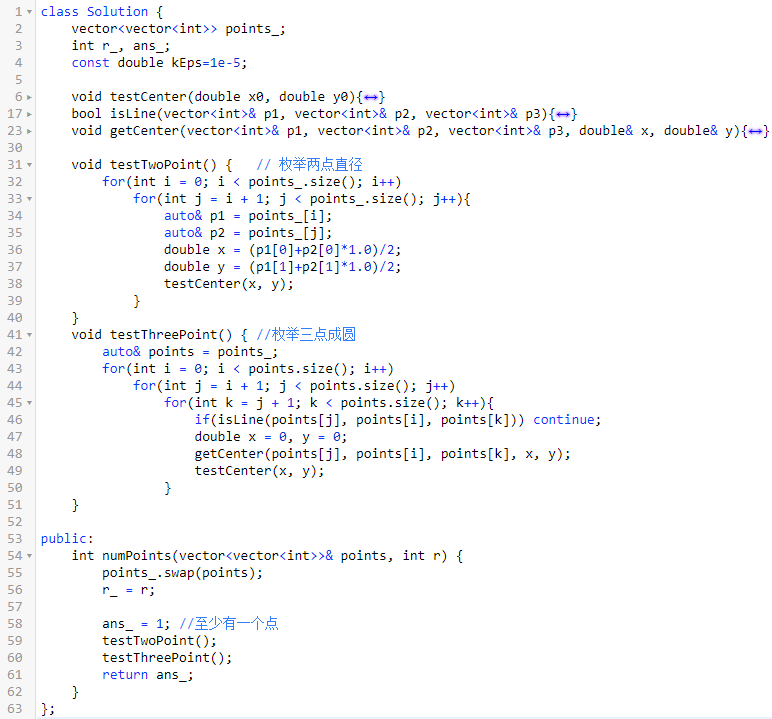 1 class Solution {
2     vector<vector<int>> points_;
3     int r_, ans_;
4     const double kEps=1e-5;
5
6     void testCenter(double x0, double y0){↔}
17     bool isLine(vector<int>& p1, vector<int>& p2, vector<int>& p3){↔}
23     void getCenter(vector<int>& p1, vector<int>& p2, vector<int>& p3, double& x, double& y){↔}
30
31     void testTwoPoint() {   // 枚举两点直径
32         for(int i = 0; i < points_.size(); i++)
33             for(int j = i + 1; j < points_.size(); j++){
34                 auto& p1 = points_[i];
35                 auto& p2 = points_[j];
36                 double x = (p1[0]+p2[0]*1.0)/2;
37                 double y = (p1[1]+p2[1]*1.0)/2;
38                 testCenter(x, y);
39             }
40     }
41     void testThreePoint() { //枚举三点成圆
42         auto& points = points_;
43         for(int i = 0; i < points.size(); i++)
44             for(int j = i + 1; j < points.size(); j++)
45                 for(int k = j + 1; k < points.size(); k++){
46                     if(isLine(points[j], points[i], points[k])) continue;
47                     double x = 0, y = 0;
48                     getCenter(points[j], points[i], points[k], x, y);
49                     testCenter(x, y);
50                 }
51     }
52
53 public:
54     int numPoints(vector<vector<int>>& points, int r) {
55         points_.swap(points);
56         r_ = r;
57
58         ans_ = 1; //至少有一个点
59         testTwoPoint();
60         testThreePoint();
61         return ans_;
62     }
63 };